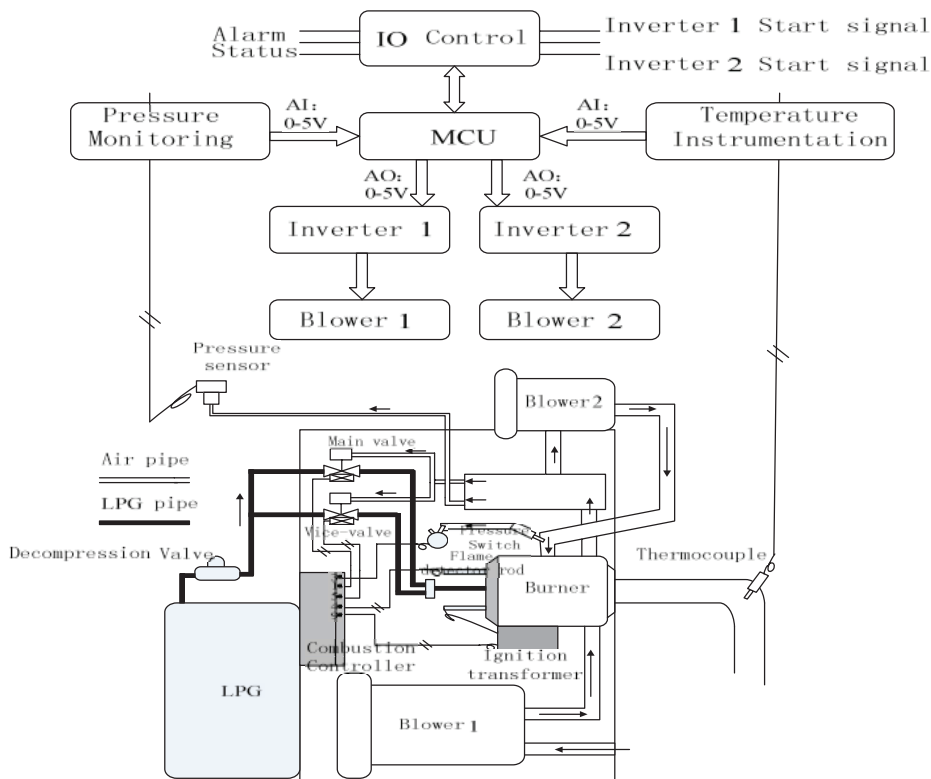 Alarm
Status
IO Control
Inverter 1 Start signal
Inverter 2 Start signal
Pressure
Monitoring
AI:
0-5V
MCU
AI:
0-5V
Temperature
Instrumentation
AO:
0-5V
AO:
0-5V
Inverter 1
Inverter 2
Blower 1
Blower 2
Pressure
sensor
Blower2
Main valve
Air pipe
LPG pipe
Vice-valve
Pressure
Switch
Flame
detector rod
Decompression Valve
Thermocouple
Burner
Combustion
Controller
Ignition
transformer
LPG
Blower1